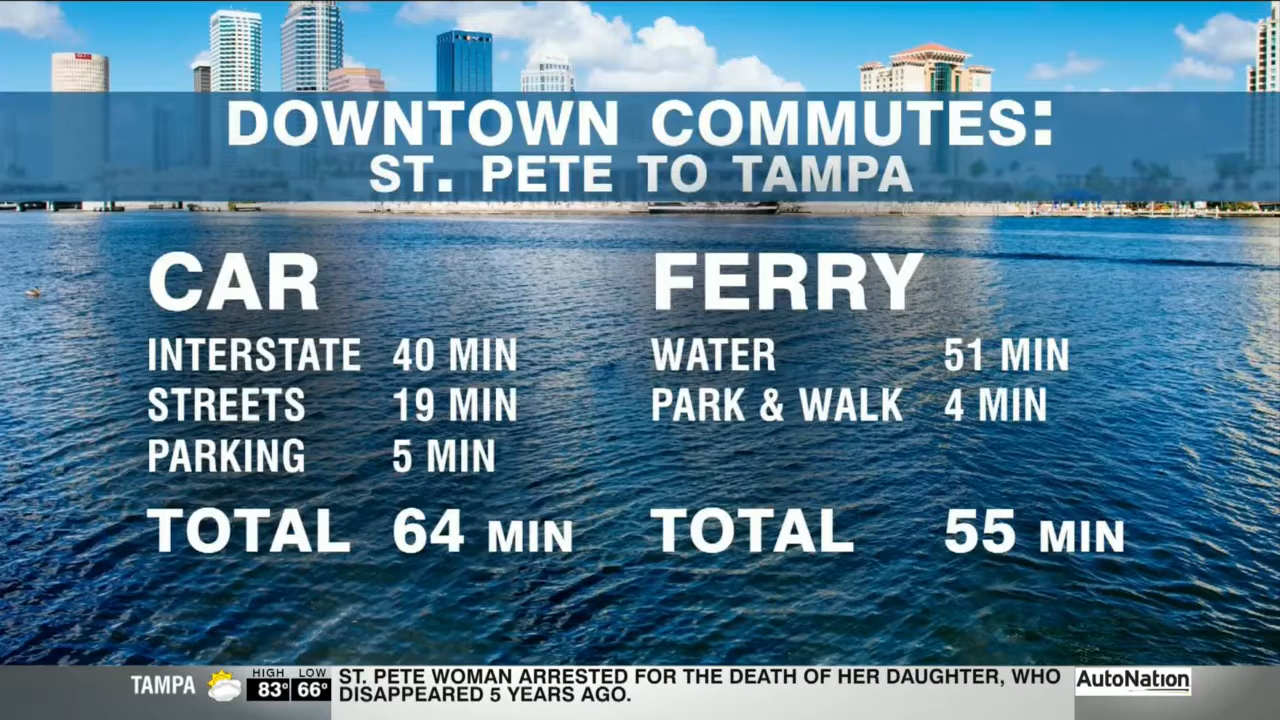 DOWNTOWN COMMUTES:
ST. PETE TO TAMPA
CAR
INTERSTATE 40 MIN
STREETS 19 MIN
PARKING 5 MIN
TOTAL 64 MIN
FERRY
WATER 51 MIN
PARK & WALK 4 MIN
TOTAL 55 MIN
TAMPA
HIGH LOW
83° 66°
ST. PETE WOMAN ARRESTED FOR THE DEATH OF HER DAUGHTER, WHO
DISAPPEARED 5 YEARS AGO.
AutoNation